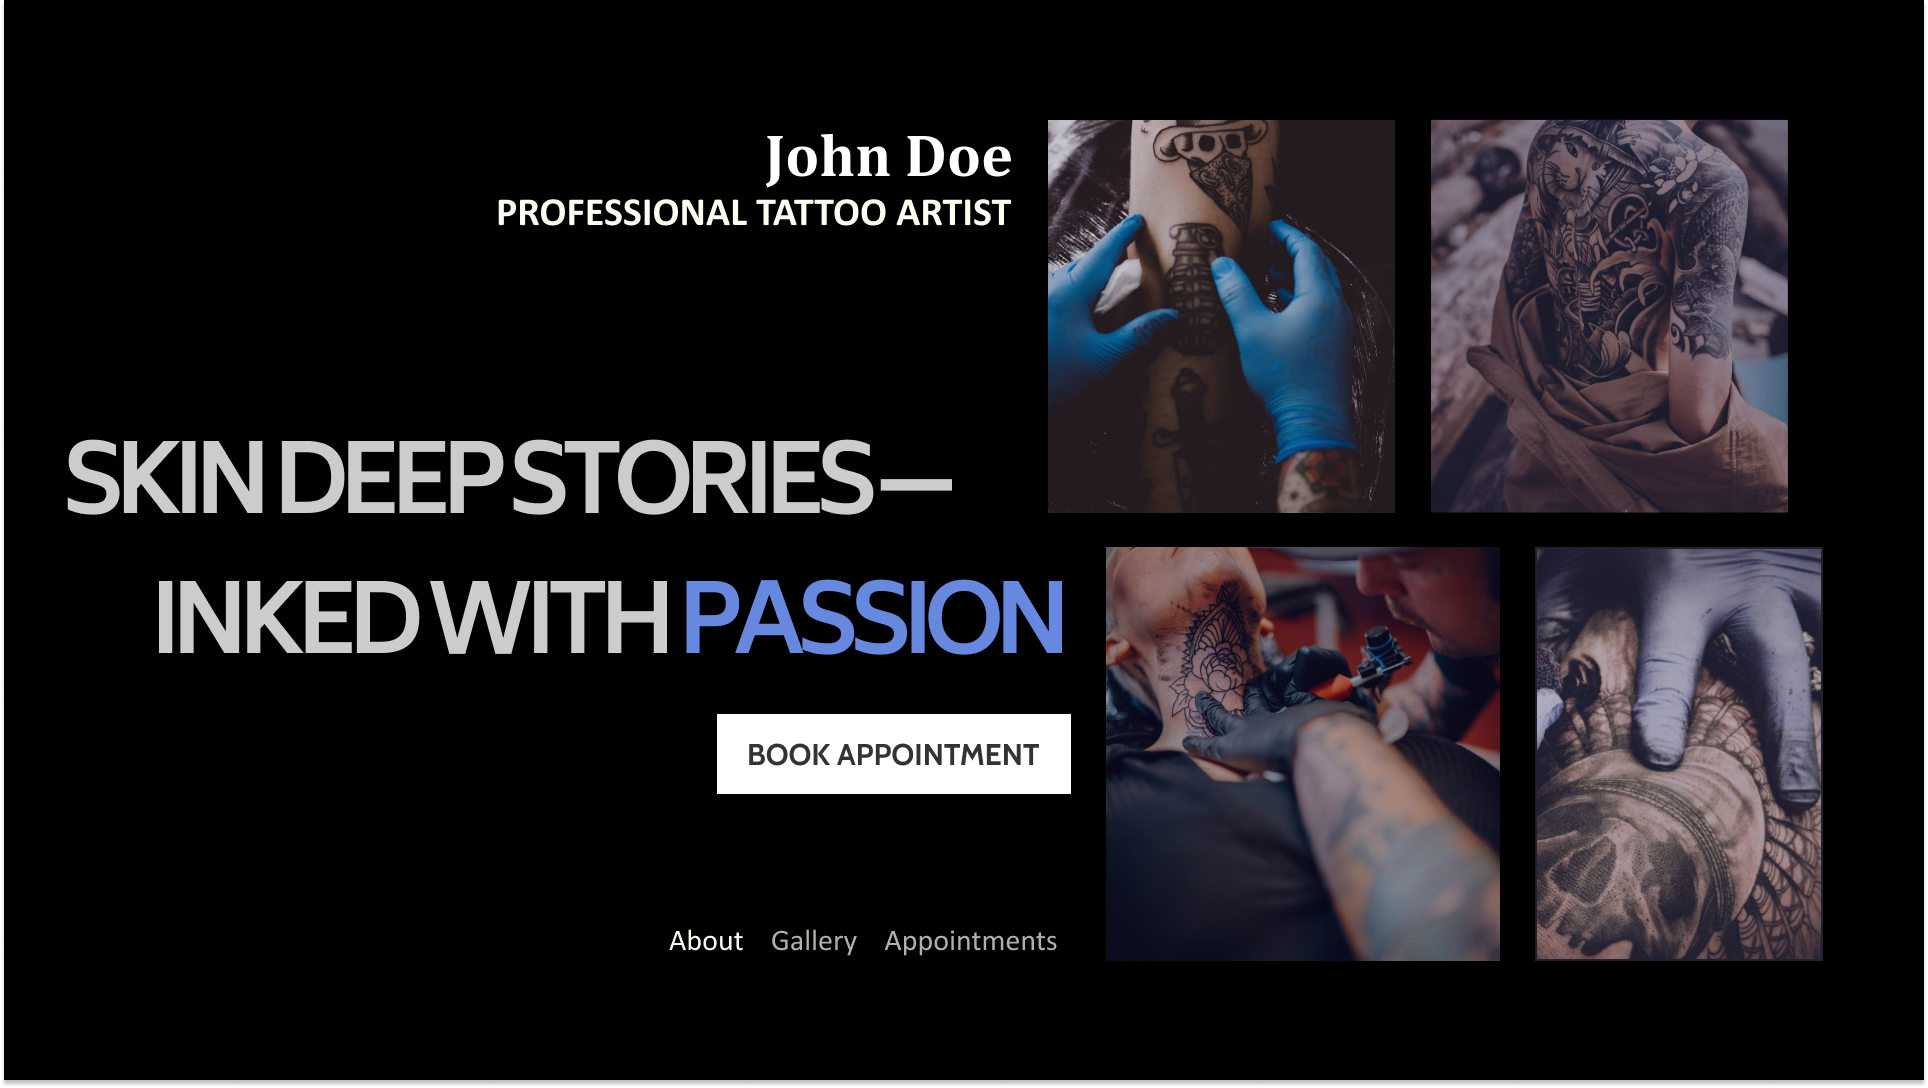 John Doe
PROFESSIONAL TATTOO ARTIST
SKIN DEEP STORIES—
INKED WITH PASSION
BOOK APPOINTMENT
About Gallery Appointments